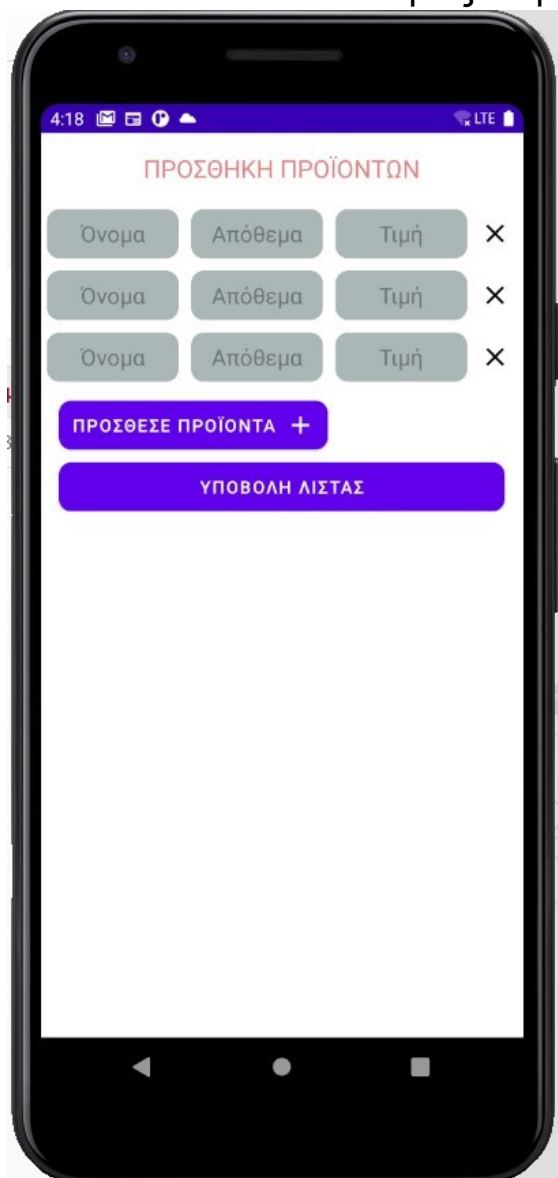 4:18 LTE
ΠΡΟΣΘΗΚΗ ΠΡΟΪΟΝΤΩΝ
Όνομα Απόθεμα Τιμή
Όνομα Απόθεμα Τιμή
Όνομα Απόθεμα Τιμή
ΠΡΟΣΘΕΣΕ ΠΡΟΪΟΝΤΑ +
ΥΠΟΒΟΛΗ ΛΙΣΤΑΣ